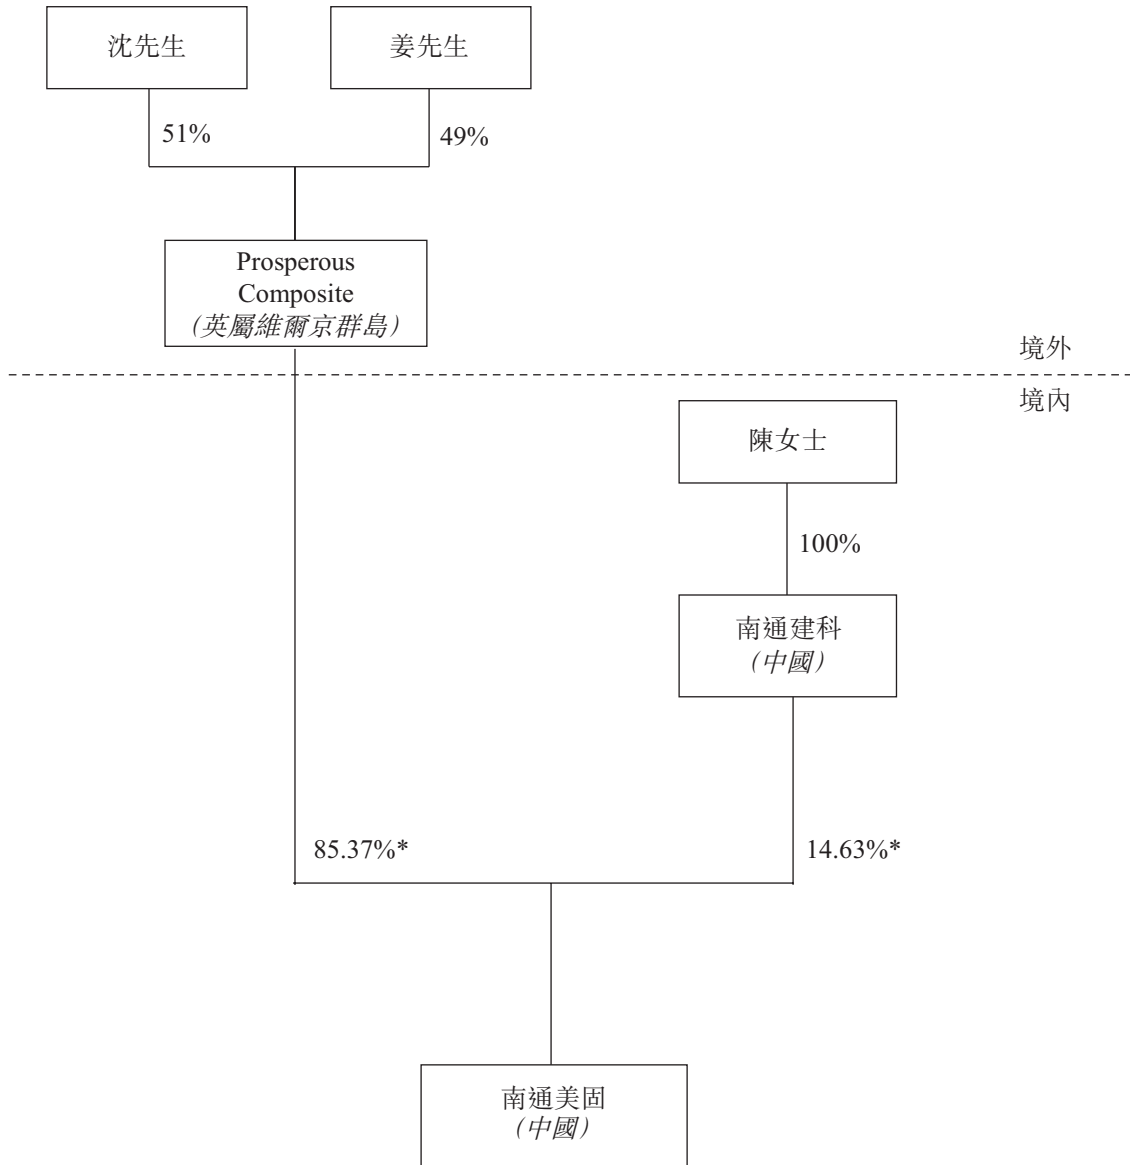 沈先生
姜先生
51%
49%
Prosperous
Composite
(英屬維爾京群島)
境外
境內
陳女士
100%
南通建科
(中國)
85.37%*
14.63%*
南通美固
(中國)